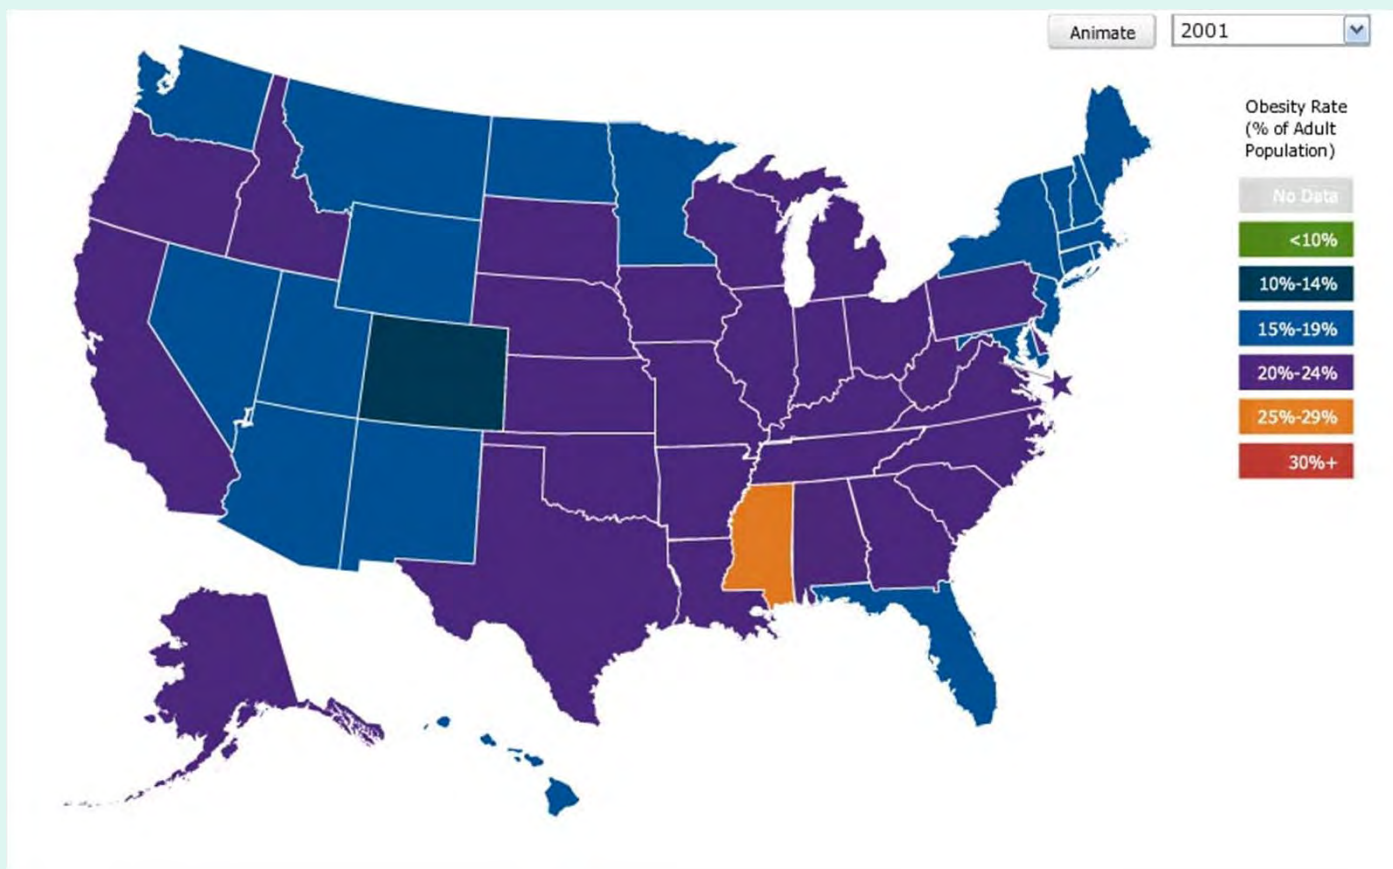 Animate
2001
Obesity Rate
(% of Adult
Population)
No Data
<10%
10%-14%
15%-19%
20%-24%
25%-29%
30%+